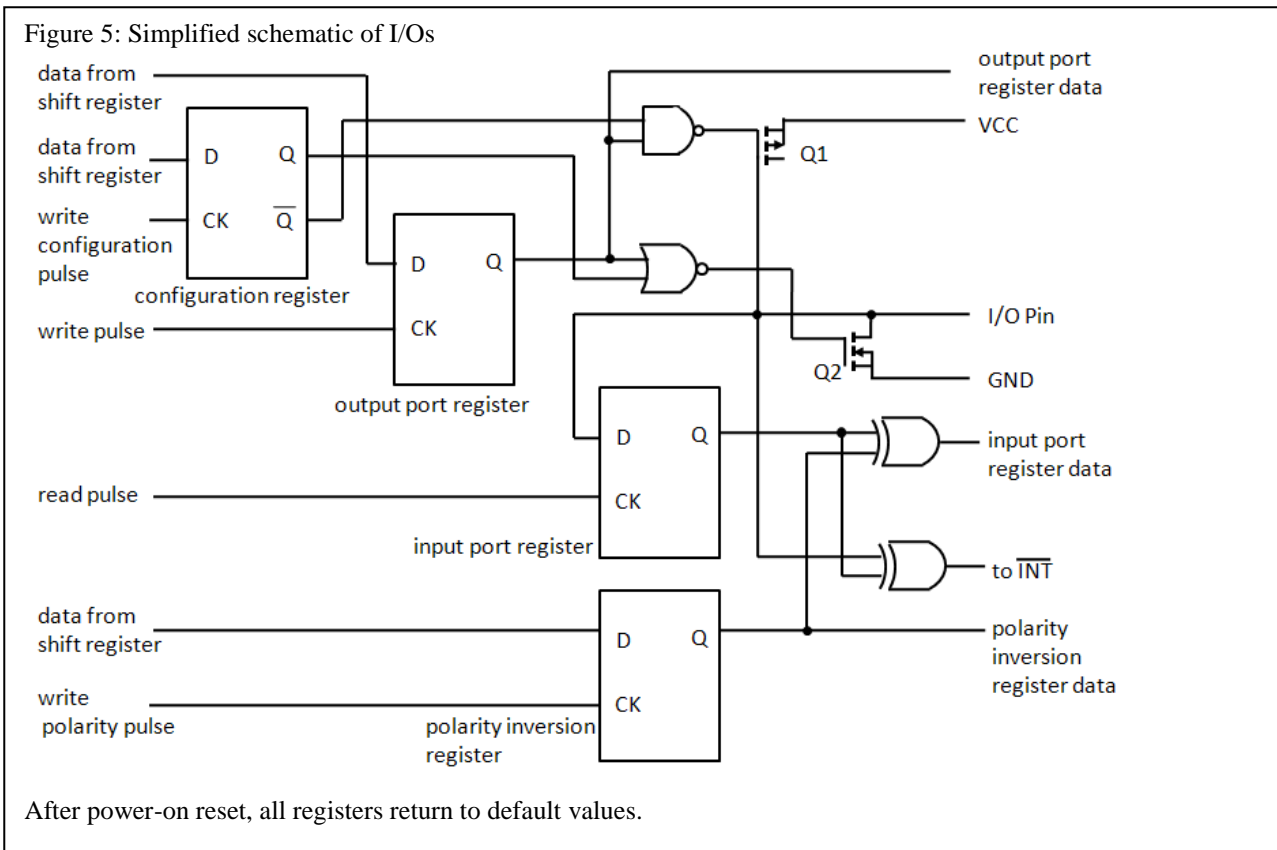 Figure 5: Simplified schematic of I/Os
data from
shift register
output port
register data
VCC
Q1
data from
shift register
D
Q
write
configuration
pulse
CK
Q
configuration register
D
Q
CK
write pulse
output port register
I/O Pin
Q2
GND
D
Q
input port
register data
read pulse
CK
input port register
to INT
data from
shift register
D
Q
polarity
inversion
register data
write
polarity pulse
CK
polarity inversion
register
After power-on reset, all registers return to default values.